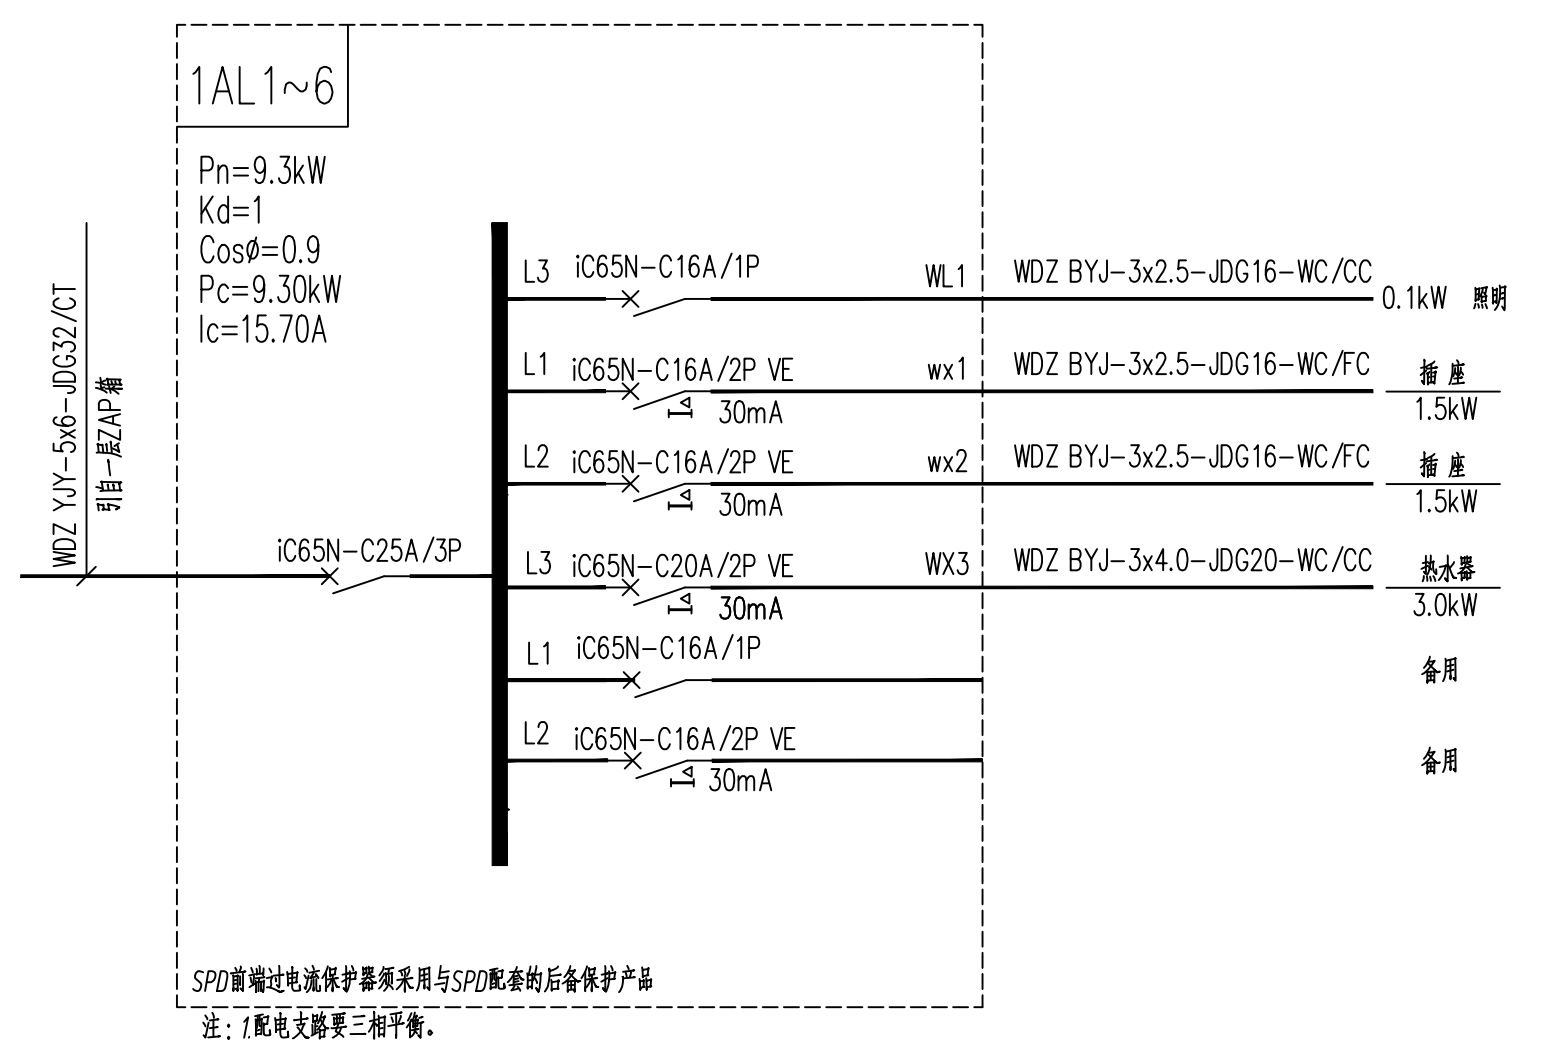 1AL1~6
Pn=9.3kW
Kd=1
CosØ=0.9
Pc=9.30kW
Ic=15.70A
WDZ YJY-5x6-JDG32/CT
引自一层ZAP箱
iC65N-C25A/3P
L3 iC65N-C16A/1P WL1 WDZ BYJ-3x2.5-JDG16-WC/CC
0.1kW 照明
L1 iC65N-C16A/2P VE wx1 WDZ BYJ-3x2.5-JDG16-WC/FC 插座
30mA 1.5kW
L2 iC65N-C16A/2P VE wx2 WDZ BYJ-3x2.5-JDG16-WC/FC 插座
30mA 1.5kW
L3 iC65N-C20A/2P VE WX3 WDZ BYJ-3x4.0-JDG20-WC/CC 热水器
30mA 3.0kW
L1 iC65N-C16A/1P
备用
L2 iC65N-C16A/2P VE
30mA 备用
SPD前端过电流保护器须采用与SPD配套的后备保护产品
注：1.配电支路要三相平衡。